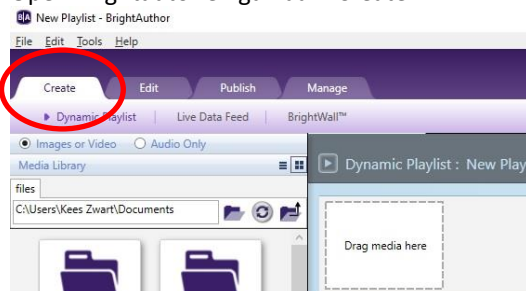 New Playlist - BrightAuthor
File Edit Tools Help
Create Edit Publish Manage
Dynamic Playlist Live Data Feed BrightWall™
Images or Video Audio Only
Media Library
Dynamic Playlist : New Play
files
C:\Users\Kees Zwart\Documents
Drag media here